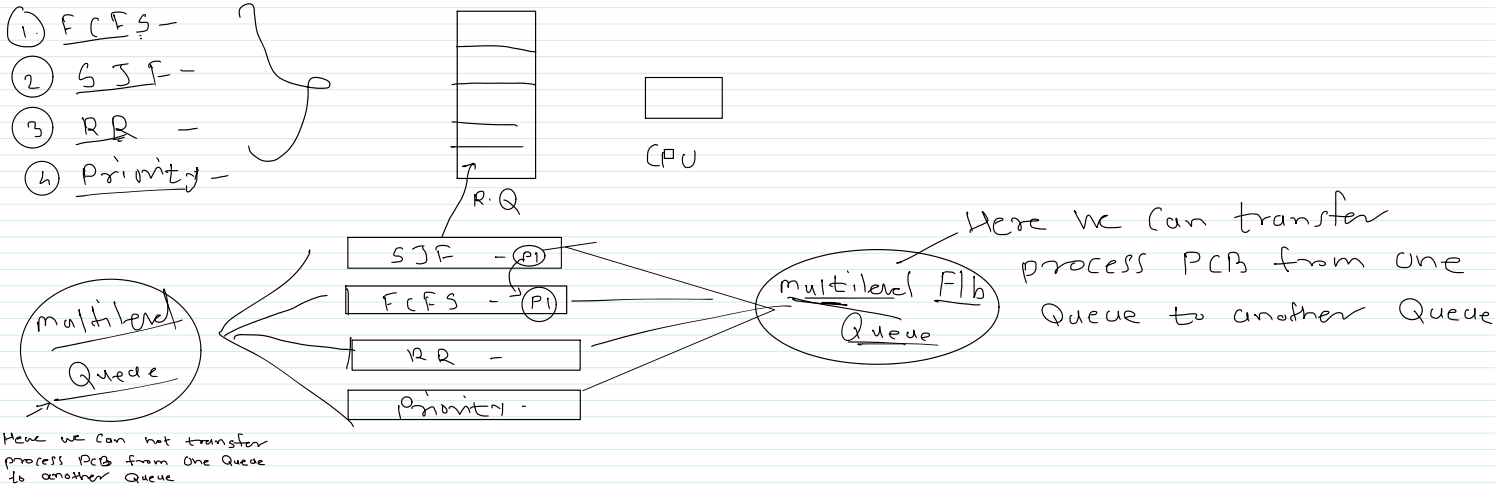 1. FCFS -
2 SJF -
3 RR -
4 Priority -
R.Q
CPU
SJF - P1
FCFS - P1
RR -
Priority -
multilevel
Queue
Here we can not transfer
process PCB from one Queue
to another Queue
multilevel F/b
Queue
Here we can transfer
process PCB from one
Queue to another Queue